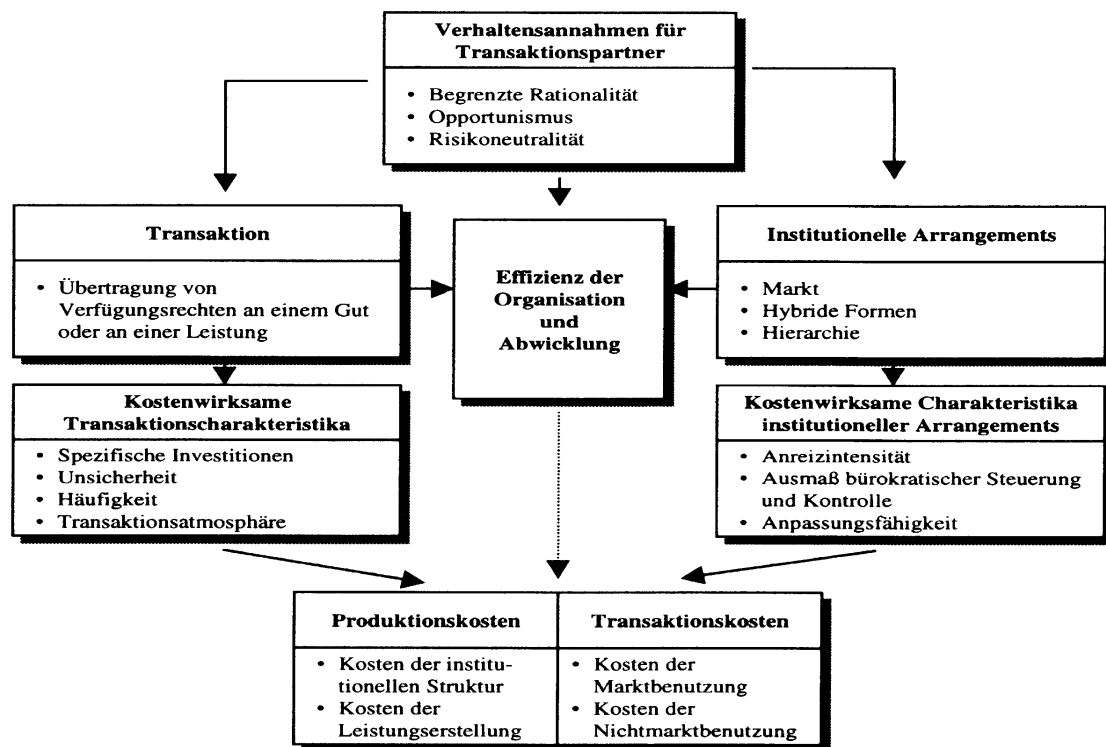 Verhaltensannahmen für
Transaktionspartner
• Begrenzte Rationalität
• Opportunismus
• Risikoneutralität
Transaktion
• Übertragung von
Verfügungsrechten an einem Gut
oder an einer Leistung
Effizienz der
Organisation
und
Abwicklung
Institutionelle Arrangements
• Markt
• Hybride Formen
• Hierarchie
Kostenwirksame
Transaktionscharakteristika
• Spezifische Investitionen
• Unsicherheit
• Häufigkeit
• Transaktionsatmosphäre
Kostenwirksame Charakteristika
institutioneller Arrangements
• Anreizintensität
• Ausmaß bürokratischer Steuerung
und Kontrolle
• Anpassungsfähigkeit
Produktionskosten
• Kosten der institu-
tionellen Struktur
• Kosten der
Leistungserstellung
Transaktionskosten
• Kosten der
Marktbenutzung
• Kosten der
Nichtmarktbenutzung